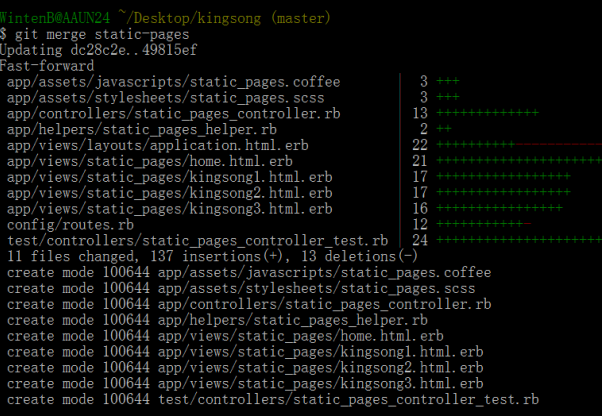 WintenB@AAUN24 ~/Desktop/kingsong (master)
$ git merge static-pages
Updating dc28c2e..49815ef
Fast-forward
 app/assets/javascripts/static_pages.coffee | 3 +++
 app/assets/stylesheets/static_pages.scss | 3 +++
 app/controllers/static_pages_controller.rb | 13 +++++++++++++
 app/helpers/static_pages_helper.rb | 2 ++
 app/views/layouts/application.html.erb | 22 ++++++++++-----------
 app/views/static_pages/home.html.erb | 21 +++++++++++++++++++++
 app/views/static_pages/kingsong1.html.erb | 17 +++++++++++++++++
 app/views/static_pages/kingsong2.html.erb | 17 +++++++++++++++++
 app/views/static_pages/kingsong3.html.erb | 16 ++++++++++++++++
 config/routes.rb | 12 +++++++++++-
 test/controllers/static_pages_controller_test.rb | 24 +++++++++++++++++++++
 11 files changed, 137 insertions(+), 13 deletions(-)
 create mode 100644 app/assets/javascripts/static_pages.coffee
 create mode 100644 app/assets/stylesheets/static_pages.scss
 create mode 100644 app/controllers/static_pages_controller.rb
 create mode 100644 app/helpers/static_pages_helper.rb
 create mode 100644 app/views/static_pages/home.html.erb
 create mode 100644 app/views/static_pages/kingsong1.html.erb
 create mode 100644 app/views/static_pages/kingsong2.html.erb
 create mode 100644 app/views/static_pages/kingsong3.html.erb
 create mode 100644 test/controllers/static_pages_controller_test.rb